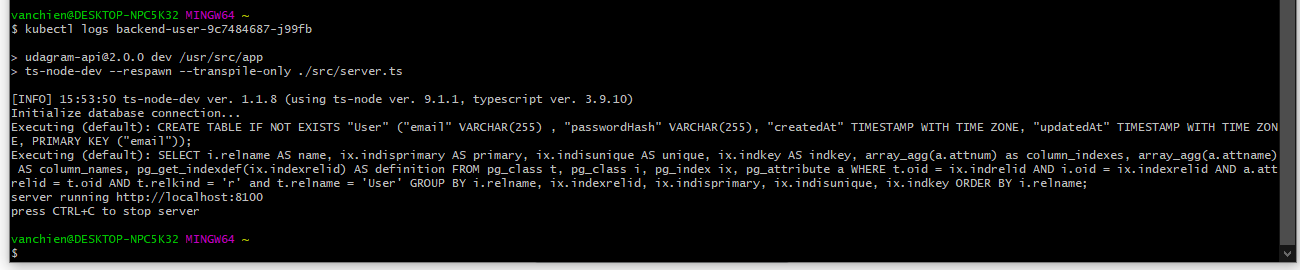 vanchien@DESKTOP-NPC5K32 MINGW64 ~
$ kubectl logs backend-user-9c7484687-j99fb
> udagram-api@2.0.0 dev /usr/src/app
> ts-node-dev --respawn --transpile-only ./src/server.ts
[INFO] 15:53:50 ts-node-dev ver. 1.1.8 (using ts-node ver. 9.1.1, typescript ver. 3.9.10)
Initialize database connection...
Executing (default): CREATE TABLE IF NOT EXISTS "User" ("email" VARCHAR(255) , "passwordHash" VARCHAR(255), "createdAt" TIMESTAMP WITH TIME ZONE, "updatedAt" TIMESTAMP WITH TIME ZON
E, PRIMARY KEY ("email"));
Executing (default): SELECT i.relname AS name, ix.indisprimary AS primary, ix.indisunique AS unique, ix.indkey AS indkey, array_agg(a.attnum) as column_indexes, array_agg(a.attname)
AS column_names, pg_get_indexdef(ix.indexrelid) AS definition FROM pg_class t, pg_class i, pg_index ix, pg_attribute a WHERE t.oid = ix.indrelid AND i.oid = ix.indexrelid AND a.att
relid = t.oid AND t.relkind = 'r' and t.relname = 'User' GROUP BY i.relname, ix.indexrelid, ix.indisprimary, ix.indisunique, ix.indkey ORDER BY i.relname;
server running http://localhost:8100
press CTRL+C to stop server
vanchien@DESKTOP-NPC5K32 MINGW64 ~
$